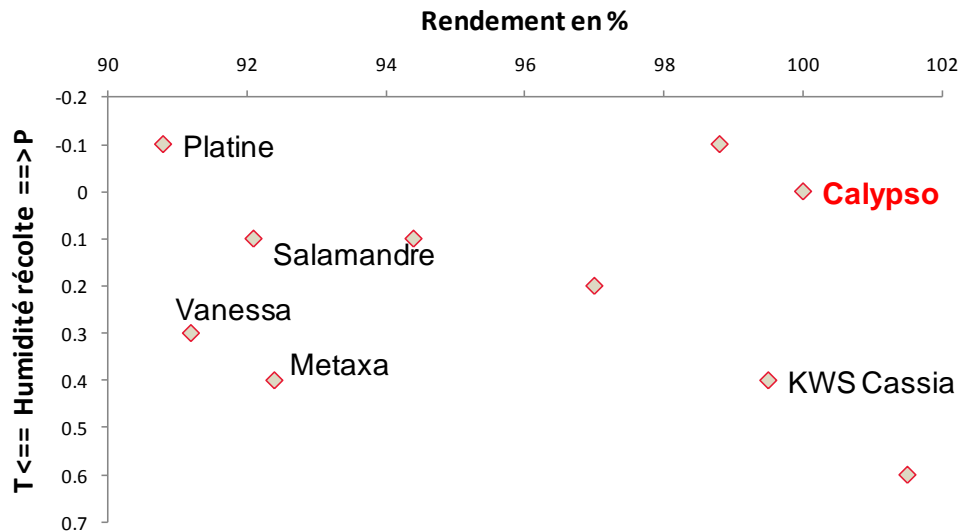 Rendement en %
90 92 94 96 98 100 102
-0.2
-0.1
0
0.1
0.2
0.3
0.4
0.5
0.6
0.7
T <== Humidité récolte ==>P
Platine
Calypso
Salamandre
Vanessa
Metaxa
KWS Cassia